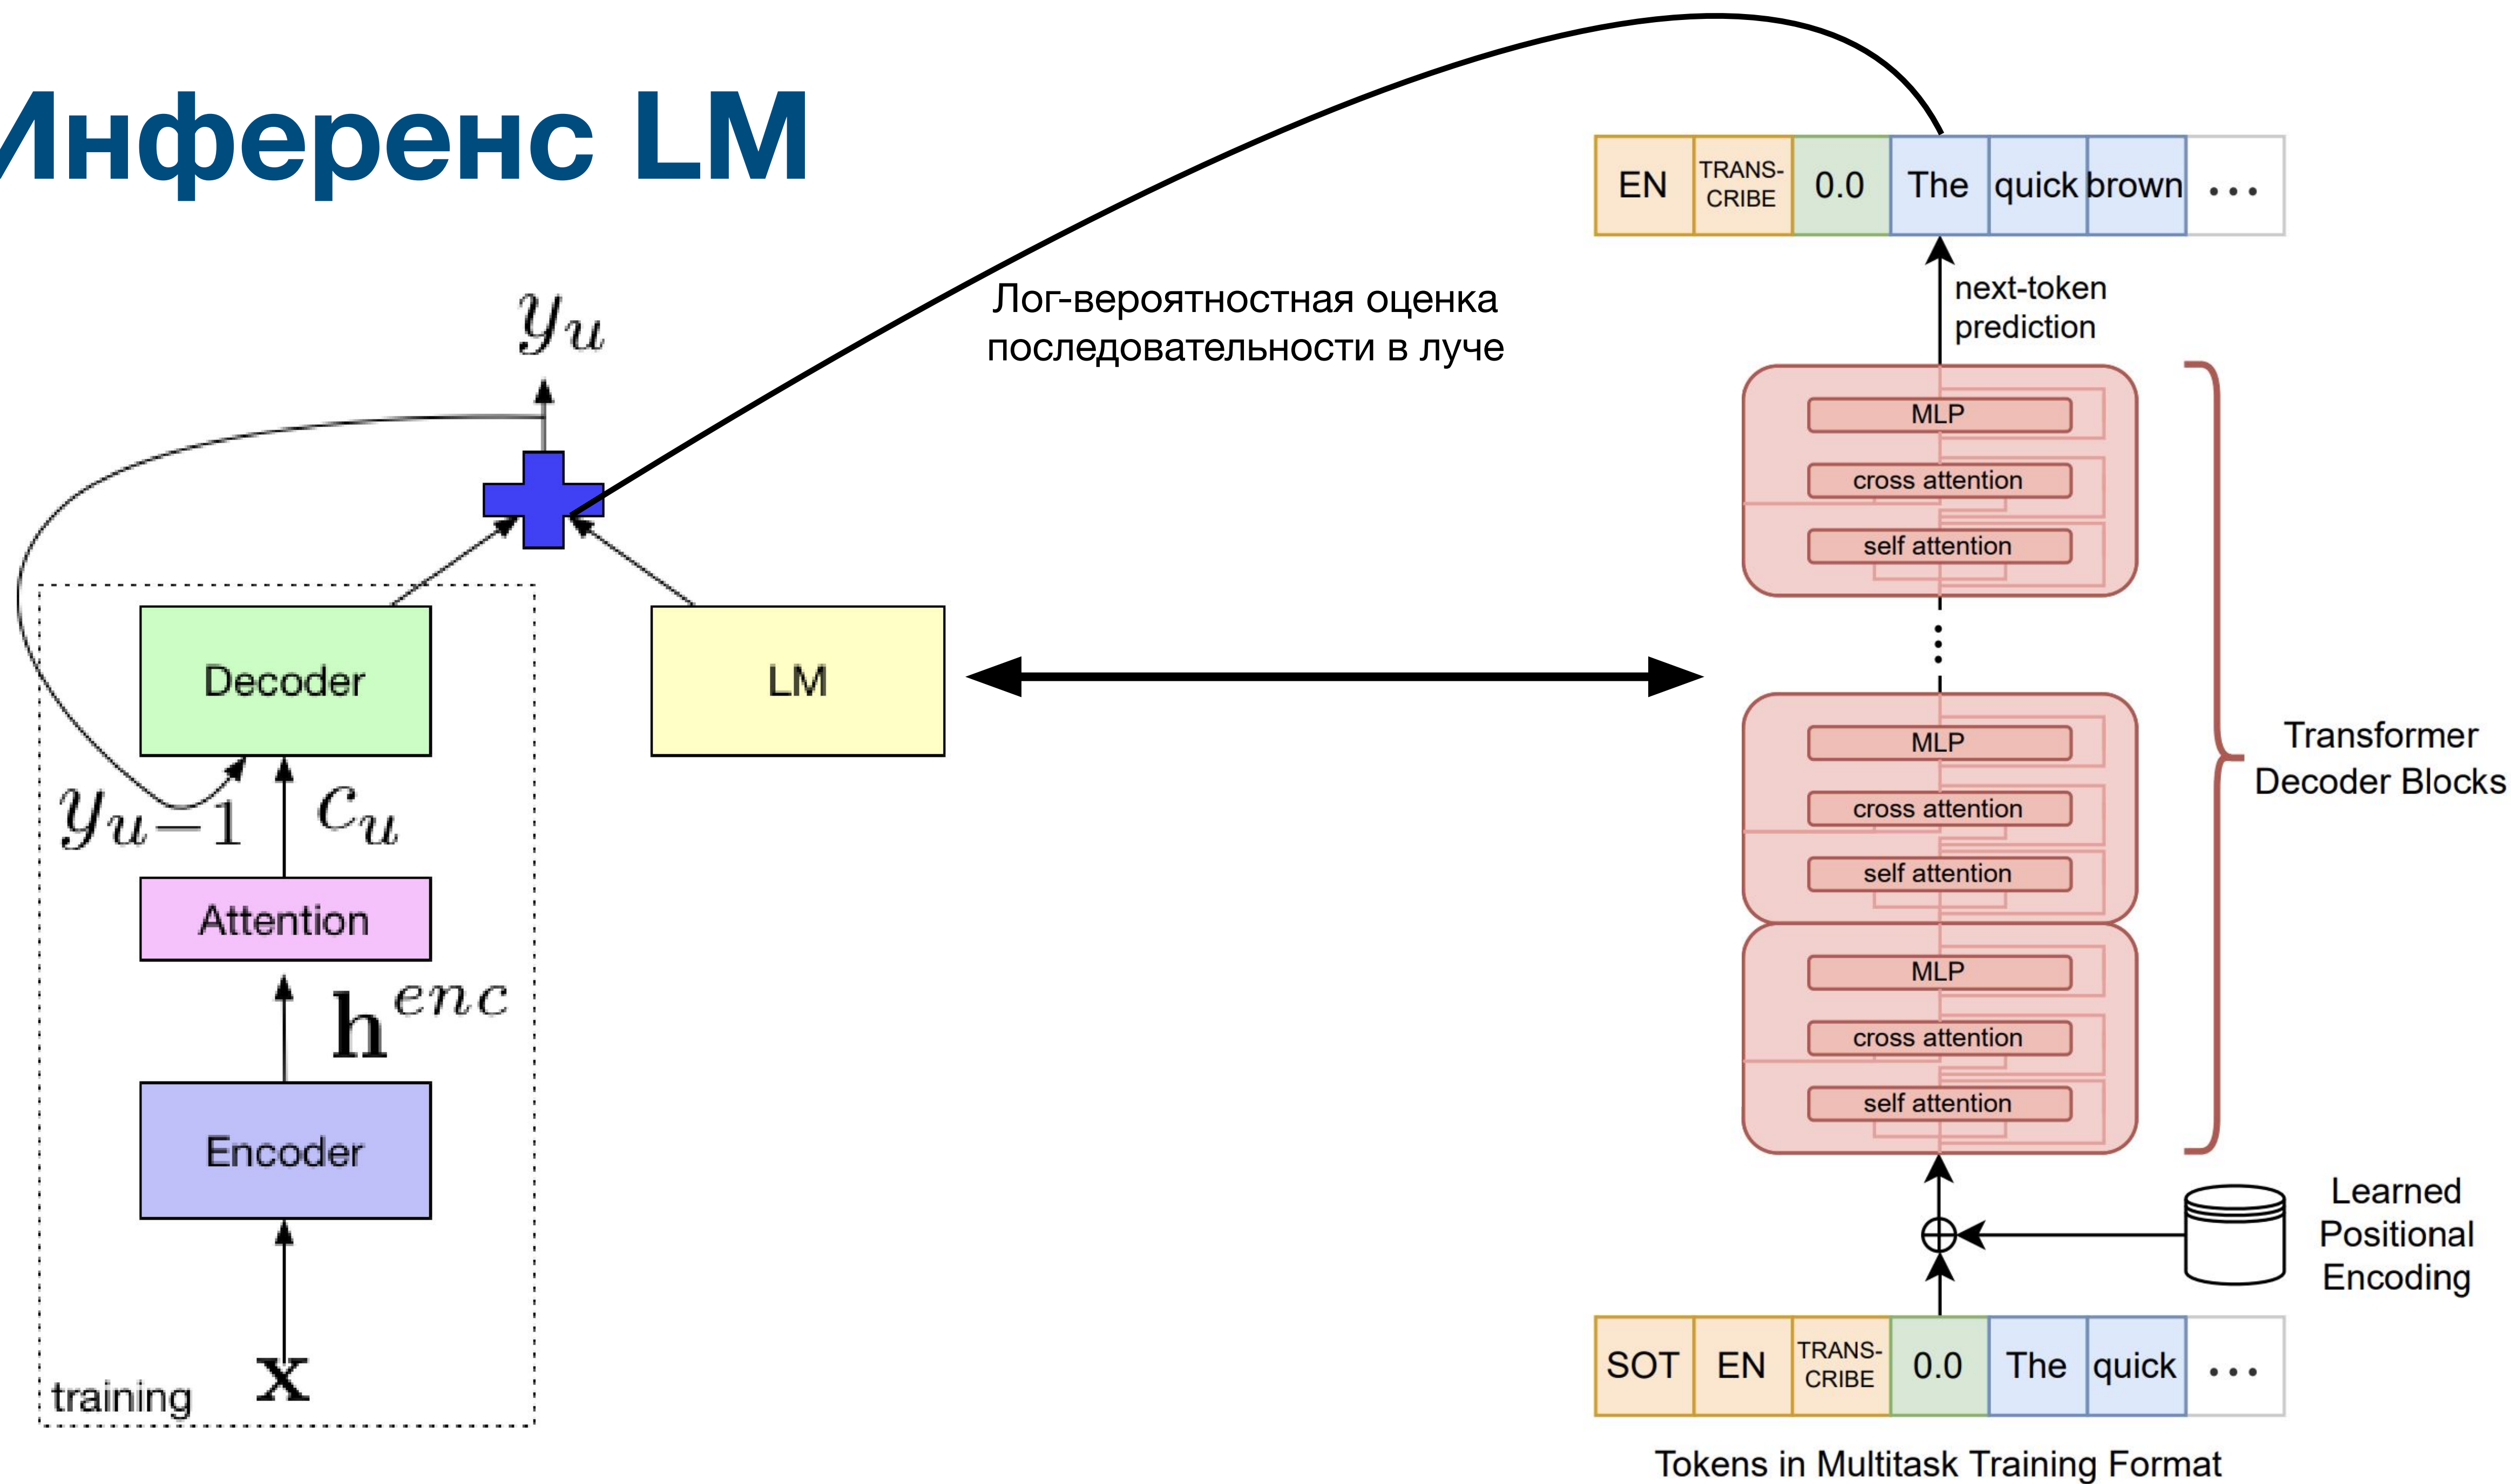 Инференс LM
y_u
Decoder
LM
y_{u-1}
c_u
Attention
h^{enc}
Encoder
training
x
Лог-вероятностная оценка
последовательности в луче
EN
TRANS-
CRIBE
0.0
The
quick
brown
...
next-token
prediction
MLP
cross attention
self attention
MLP
cross attention
self attention
MLP
cross attention
self attention
Transformer
Decoder Blocks
Learned
Positional
Encoding
SOT
EN
TRANS-
CRIBE
0.0
The
quick
...
Tokens in Multitask Training Format